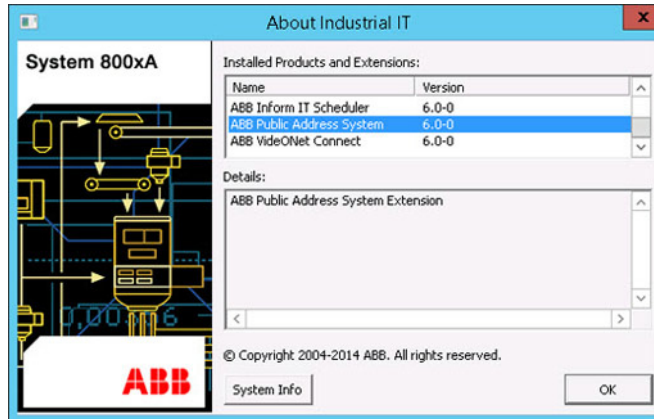 About Industrial IT
x
System 800xA
Installed Products and Extensions:
Name Version
ABB Inform IT Scheduler 6.0-0
ABB Public Address System 6.0-0
ABB VideONet Connect 6.0-0
Details:
ABB Public Address System Extension
© Copyright 2004-2014 ABB. All rights reserved.
ABB
System Info OK